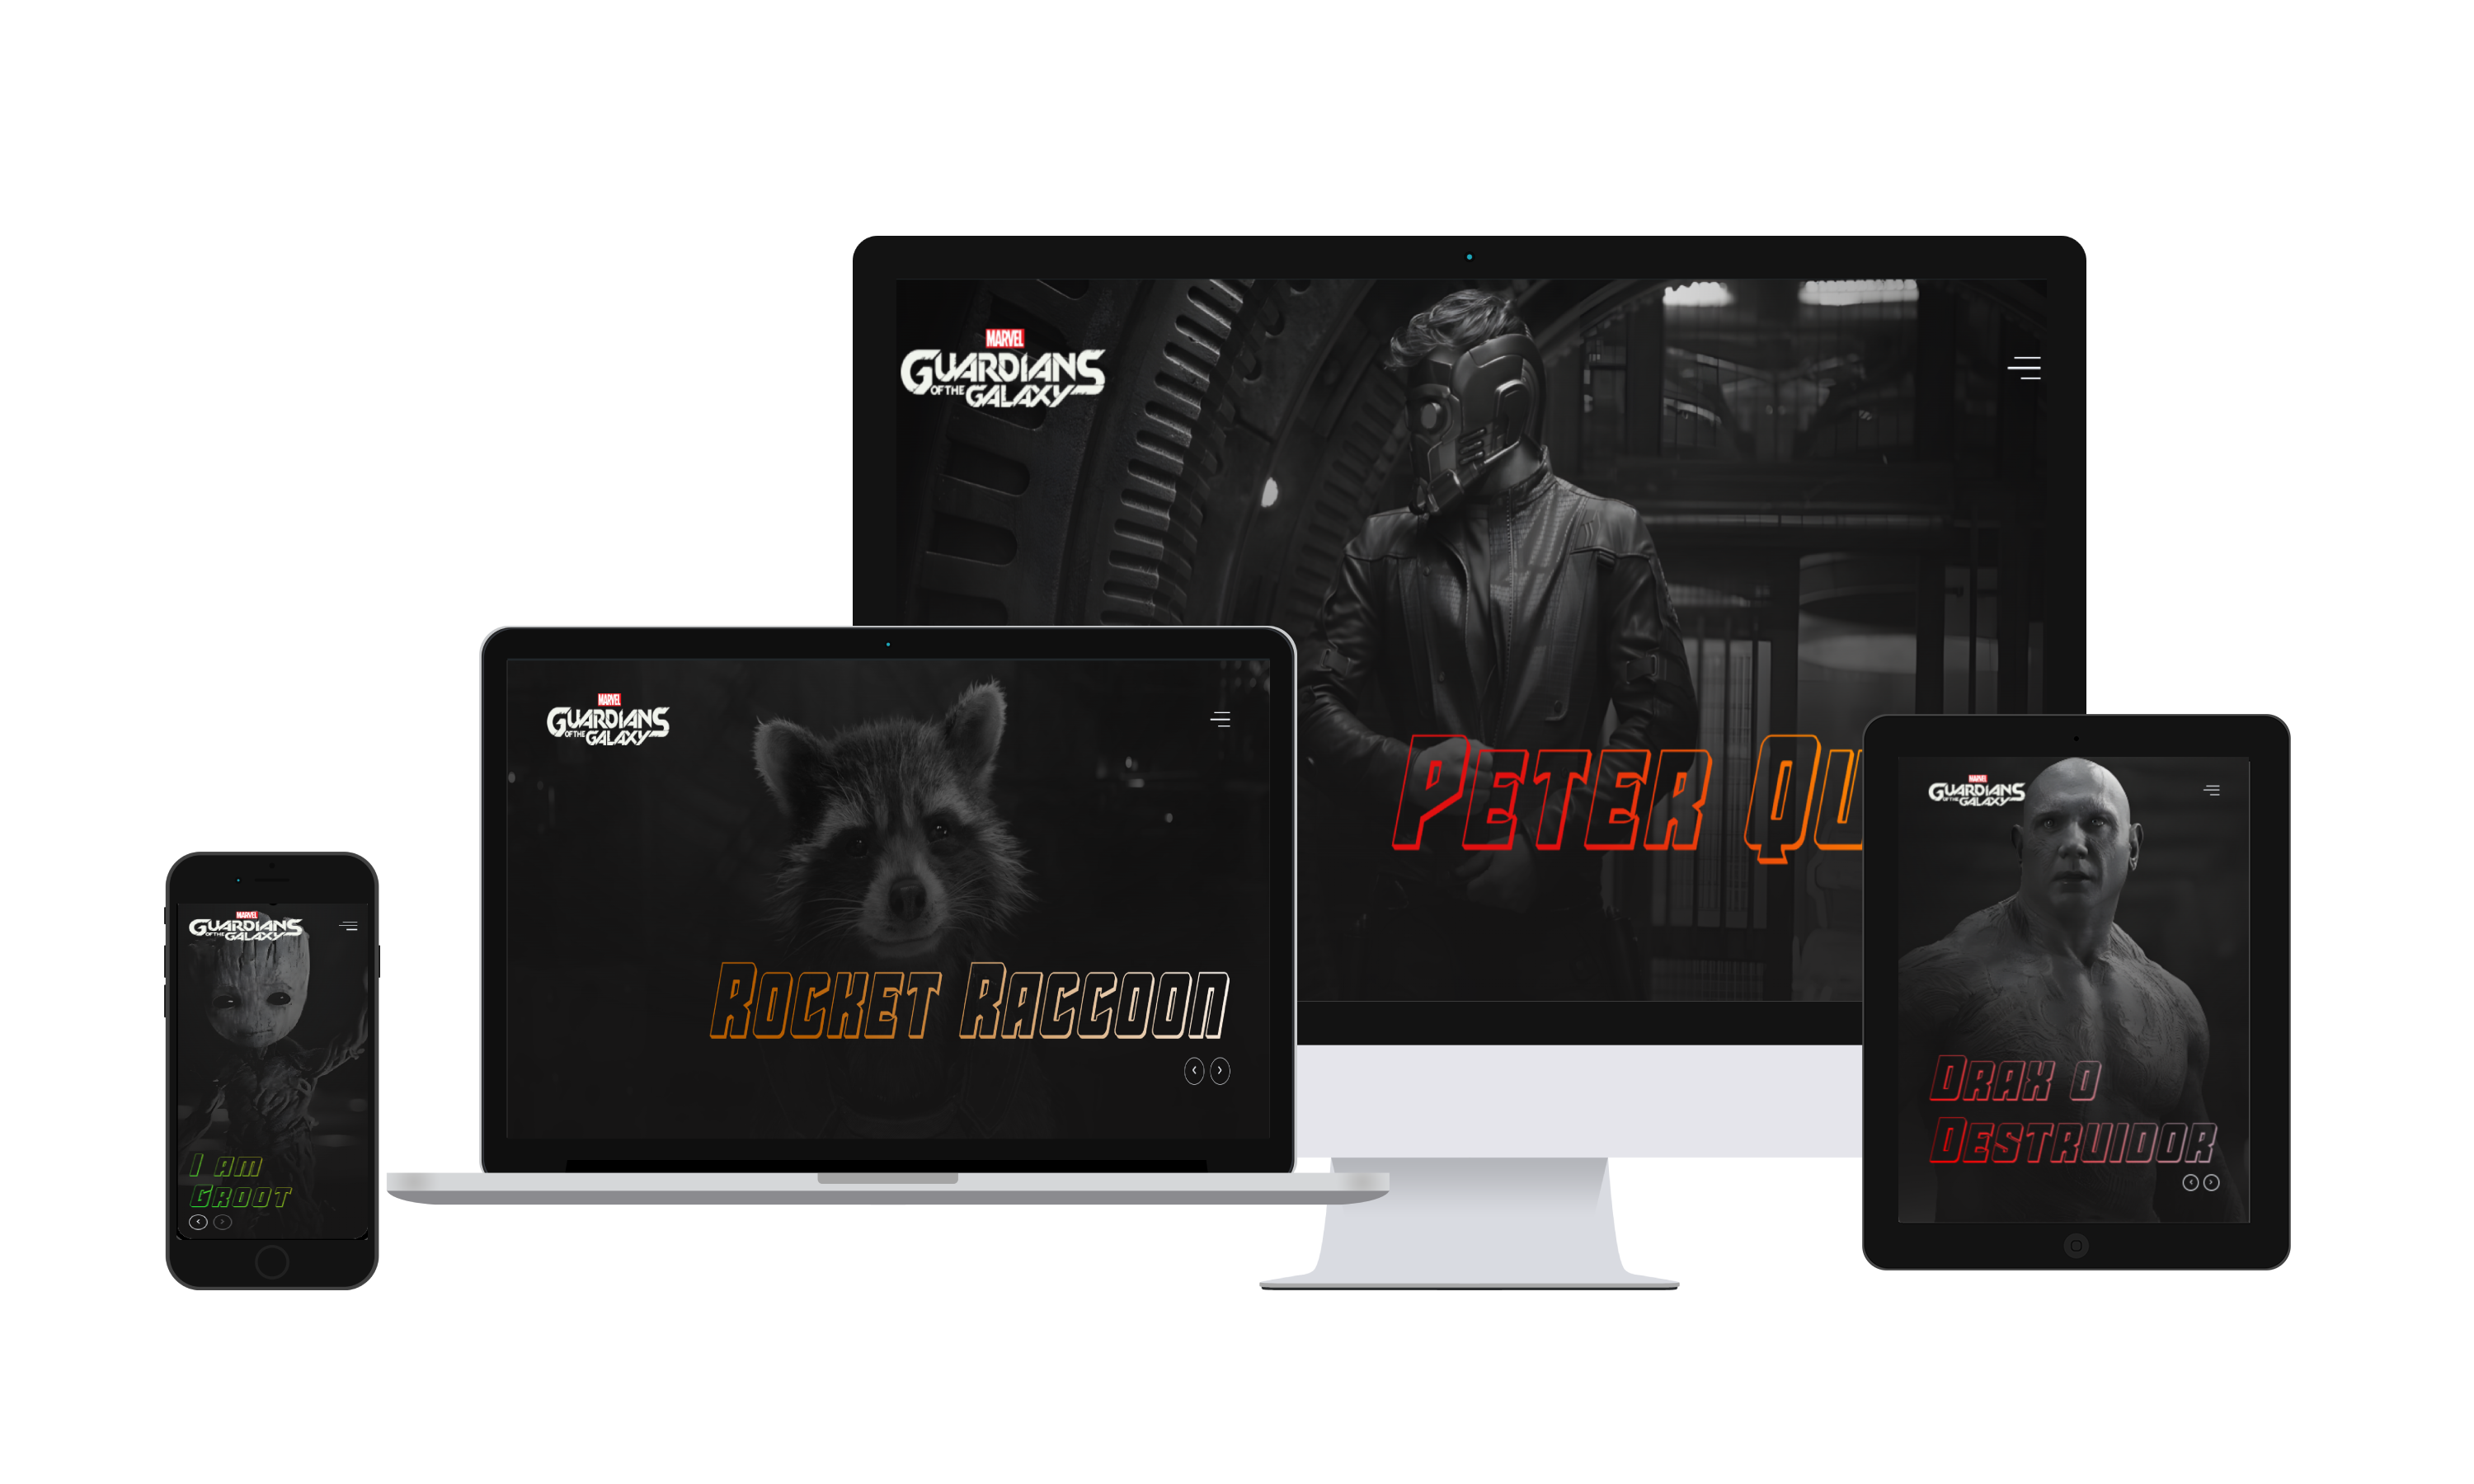 MARVEL
GUARDIANS
OF THE
GALAXY
PETER QU
MARVEL
GUARDIANS
OF THE
GALAXY
ROCKET RACCOON
MARVEL
GUARDIANS
OF THE
GALAXY
DRAX O
DESTRUIDOR
MARVEL
GUARDIANS
OF THE
GALAXY
I AM
GROOT